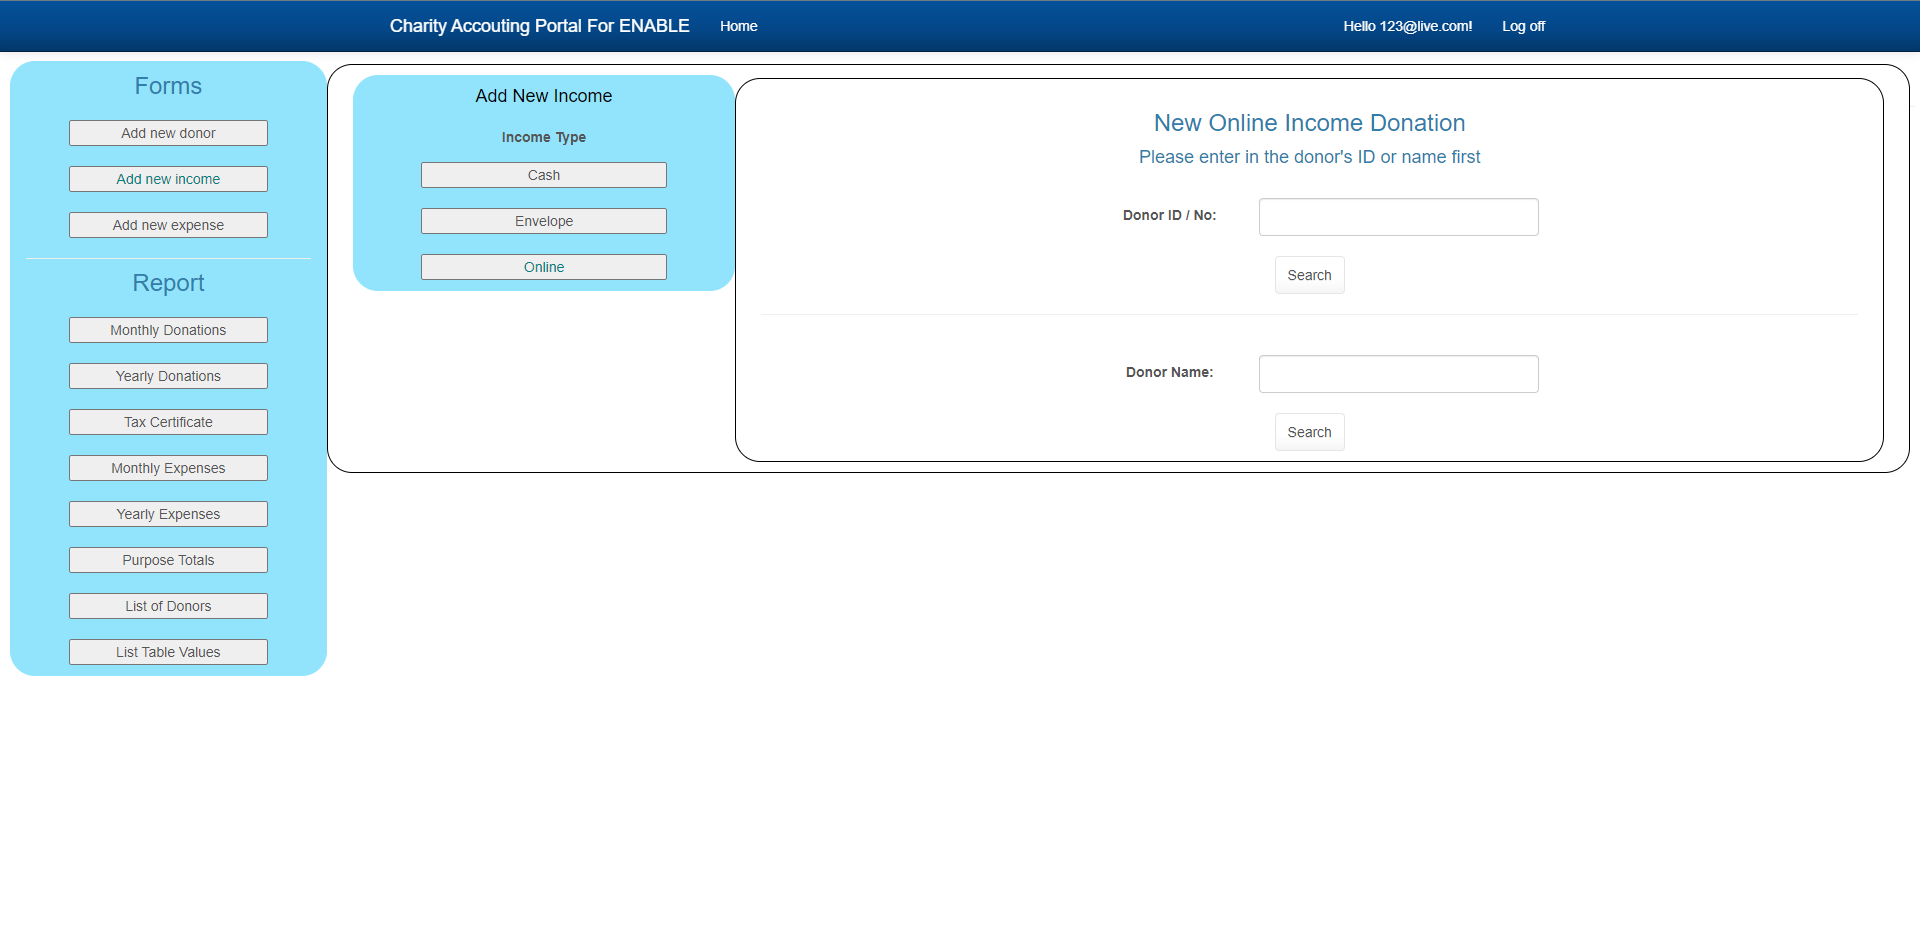 Charity Accouting Portal For ENABLE Home Hello 123@live.com! Log off
Forms
Add new donor
Add new income
Add new expense
Report
Monthly Donations
Yearly Donations
Tax Certificate
Monthly Expenses
Yearly Expenses
Purpose Totals
List of Donors
List Table Values
Add New Income
Income Type
Cash
Envelope
Online
New Online Income Donation
Please enter in the donor's ID or name first
Donor ID / No:
Search
Donor Name:
Search